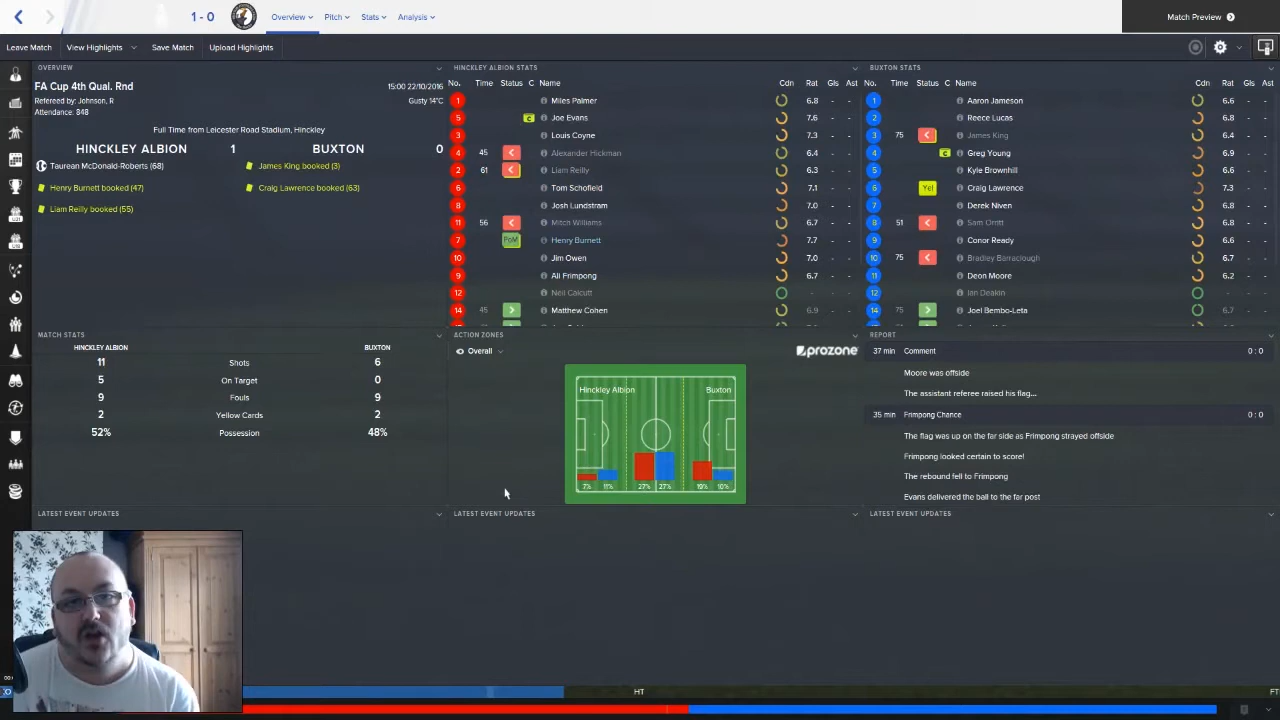 1 - 0 Overview Pitch Stats Analysis Match Preview
Leave Match View Highlights Save Match Upload Highlights
OVERVIEW
FA Cup 4th Qual. Rnd 15:00 22/10/2016
Refereed by: Johnson, R Gusty 14°C
Attendance: 848
Full Time from Leicester Road Stadium, Hinckley
HINCKLEY ALBION 1 BUXTON 0
Taurean McDonald-Roberts (68) James King booked (3)
Henry Burnett booked (47) Craig Lawrence booked (63)
Liam Reilly booked (55)
HINCKLEY ALBION STATS
No. Time Status C Name Cdn Rat Gls Ast
1 Miles Palmer 6.8 - -
5 C Joe Evans 7.6 - -
3 Louis Coyne 7.3 - -
4 45 Alexander Hickman 6.4 - -
2 61 Liam Reilly 6.3 - -
6 Tom Schofield 7.1 - -
8 Josh Lundstram 7.0 - -
11 56 Mitch Williams 6.7 - -
7 PoM Henry Burnett 7.7 - -
10 Jim Owen 7.0 - -
9 Ali Frimpong 6.7 - -
12 Neil Calcutt - - -
14 45 Matthew Cohen 6.9 - -
BUXTON STATS
No. Time Status C Name Cdn Rat Gls Ast
1 Aaron Jameson 6.6 - -
2 Reece Lucas 6.8 - -
3 75 James King 6.4 - -
4 C Greg Young 6.9 - -
5 Kyle Brownhill 6.8 - -
6 Yel Craig Lawrence 7.3 - -
7 Derek Niven 6.8 - -
8 51 Sam Orritt 6.8 - -
9 Conor Ready 6.6 - -
10 75 Bradley Barraclough 6.7 - -
11 Deon Moore 6.2 - -
12 Ian Deakin - - -
14 75 Joel Bembo-Leta 6.7 - -
MATCH STATS
HINCKLEY ALBION BUXTON
11 Shots 6
5 On Target 0
9 Fouls 9
2 Yellow Cards 2
52% Possession 48%
ACTION ZONES
Overall prozone
Hinckley Albion Buxton
7% 11% 27% 27% 19% 10%
REPORT
37 min Comment 0 : 0
Moore was offside
The assistant referee raised his flag...
35 min Frimpong Chance 0 : 0
The flag was up on the far side as Frimpong strayed offside
Frimpong looked certain to score!
The rebound fell to Frimpong
Evans delivered the ball to the far post
LATEST EVENT UPDATES LATEST EVENT UPDATES LATEST EVENT UPDATES
HT FT